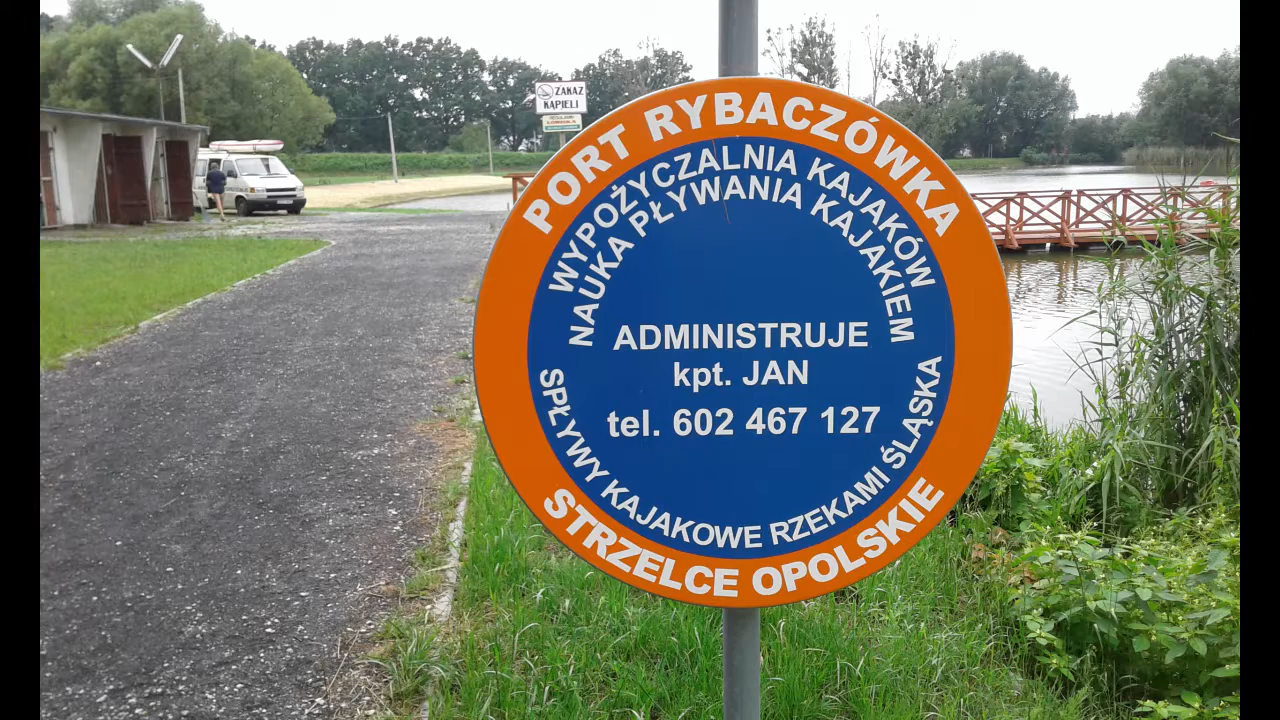 ZAKAZ
KĄPIELI
PORT RYBACZÓWKA
WYPOŻYCZALNIA KAJAKÓW
NAUKA PŁYWANIA KAJAKIEM
ADMINISTRUJE
kpt. JAN
tel. 602 467 127
SPŁYWY KAJAKOWE RZEKAMI ŚLĄSKA
STRZELCE OPOLSKIE